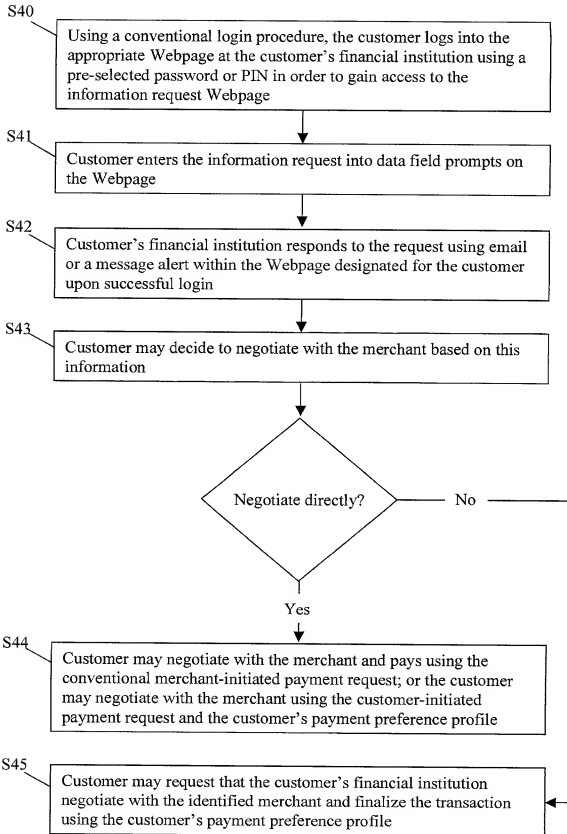 S40
Using a conventional login procedure, the customer logs into the
appropriate Webpage at the customer's financial institution using a
pre-selected password or PIN in order to gain access to the
information request Webpage
S41
Customer enters the information request into data field prompts on
the Webpage
S42
Customer's financial institution responds to the request using email
or a message alert within the Webpage designated for the customer
upon successful login
S43
Customer may decide to negotiate with the merchant based on this
information
Negotiate directly?
No
Yes
S44
Customer may negotiate with the merchant and pays using the
conventional merchant-initiated payment request; or the customer
may negotiate with the merchant using the customer-initiated
payment request and the customer's payment preference profile
S45
Customer may request that the customer's financial institution
negotiate with the identified merchant and finalize the transaction
using the customer's payment preference profile